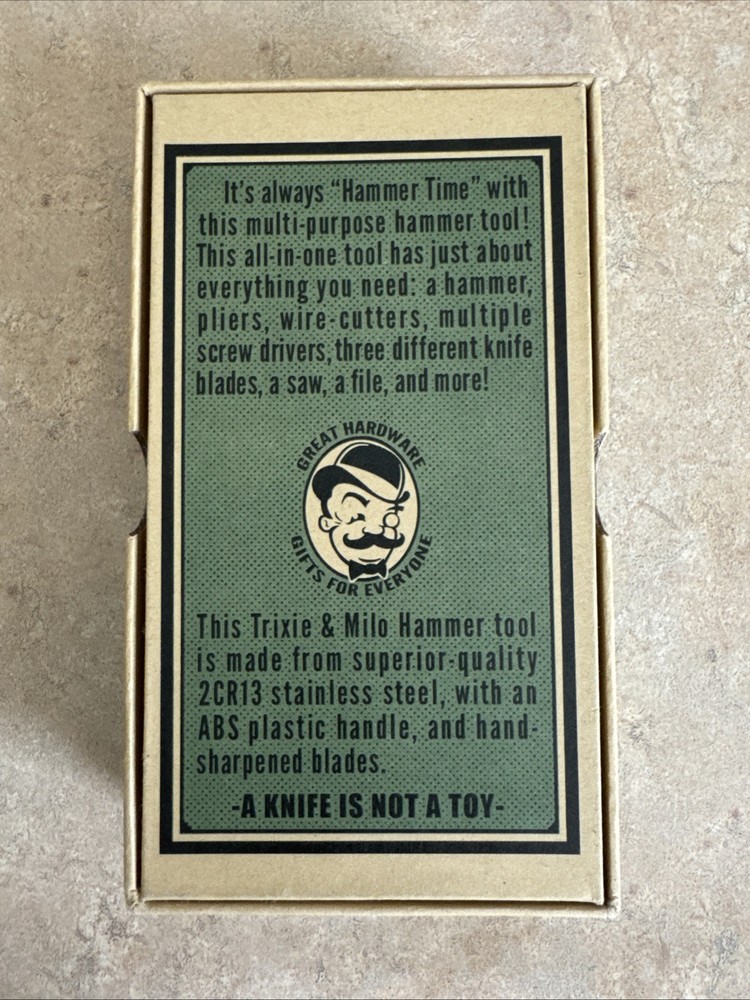 It's always “Hammer Time” with
this multi-purpose hammer tool!
This all-in-one tool has just about
everything you need: a hammer,
pliers, wire-cutters, multiple
screw drivers, three different knife
blades, a saw, a file, and more!
GREAT HARDWARE
GIFTS FOR EVERYONE
This Trixie & Milo Hammer tool
is made from superior-quality
2CR13 stainless steel, with an
ABS plastic handle, and hand-
sharpened blades.
-A KNIFE IS NOT A TOY-